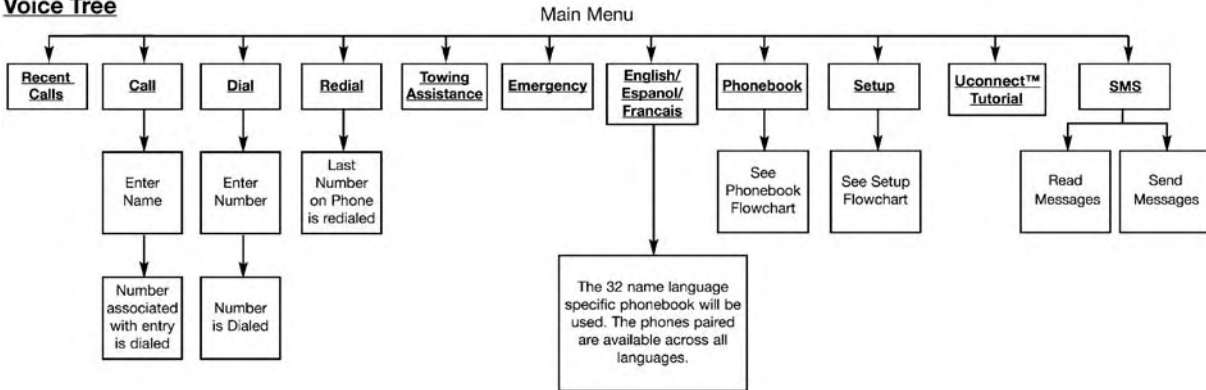 Voice Tree
Main Menu
Recent
Calls
Call
Dial
Redial
Towing
Assistance
Emergency
English/
Espanol/
Francais
Phonebook
Setup
Uconnect™
Tutorial
SMS
Enter
Name
Enter
Number
Last
Number
on Phone
is redialed
See
Phonebook
Flowchart
See Setup
Flowchart
Read
Messages
Send
Messages
Number
associated
with entry
is dialed
Number
is Dialed
The 32 name language
specific phonebook will be
used. The phones paired
are available across all
languages.